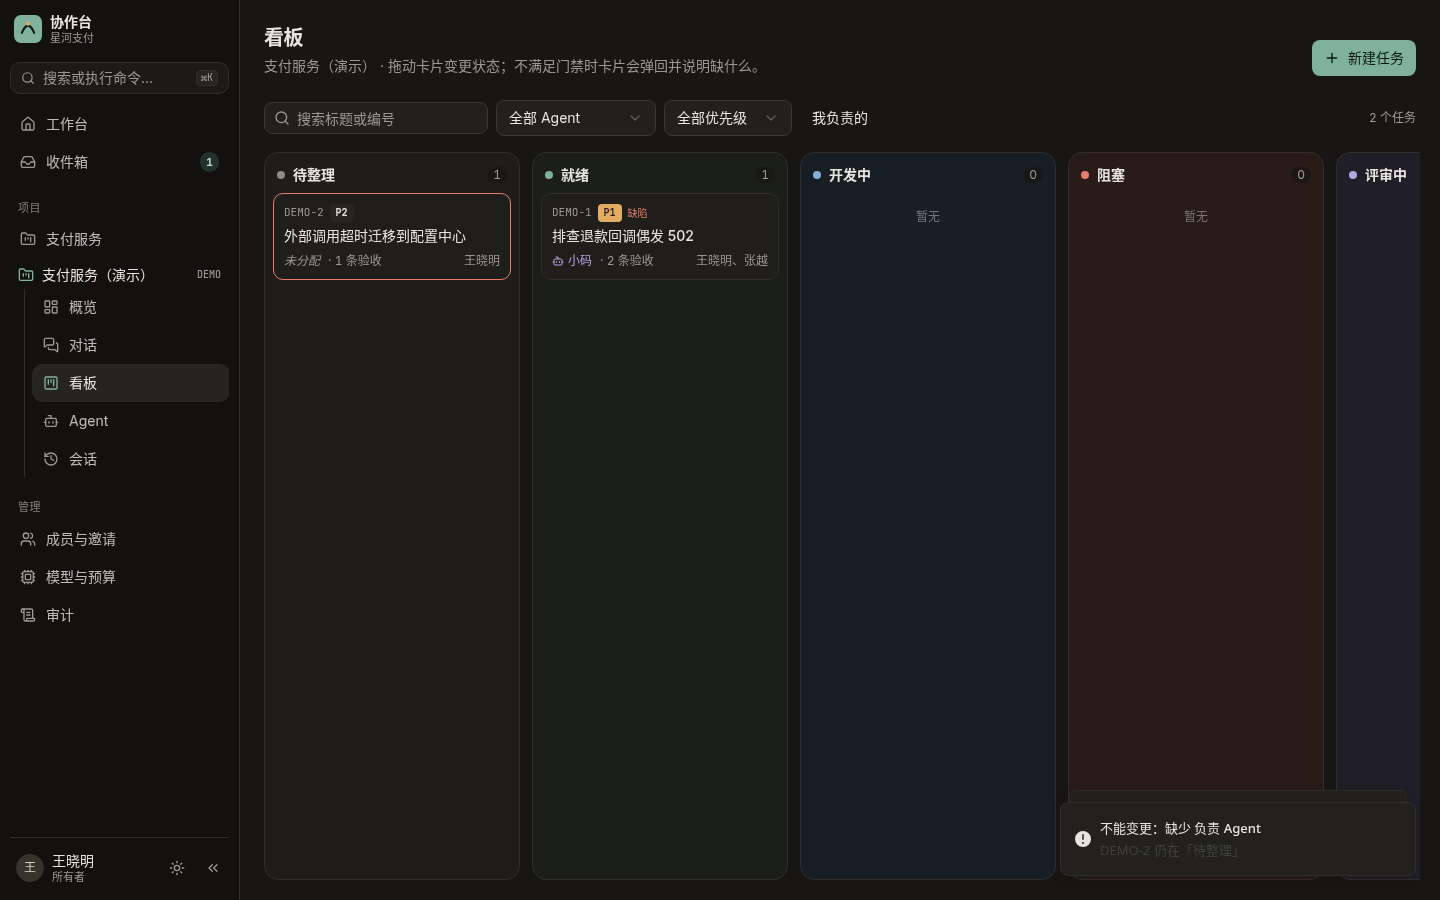 协作台
星河支付
搜索或执行命令... ⌘K
工作台
收件箱 1
项目
支付服务
支付服务（演示） DEMO
概览
对话
看板
Agent
会话
管理
成员与邀请
模型与预算
审计
王 王晓明
所有者
看板
支付服务（演示） · 拖动卡片变更状态；不满足门禁时卡片会弹回并说明缺什么。
新建任务
搜索标题或编号 全部 Agent 全部优先级 我负责的 2 个任务
待整理 1
DEMO-2 P2
外部调用超时迁移到配置中心
未分配 · 1 条验收 王晓明
就绪 1
DEMO-1 P1 缺陷
排查退款回调偶发 502
小码 · 2 条验收 王晓明、张越
开发中 0
暂无
阻塞 0
暂无
评审中
不能变更：缺少 负责 Agent
DEMO-2 仍在「待整理」